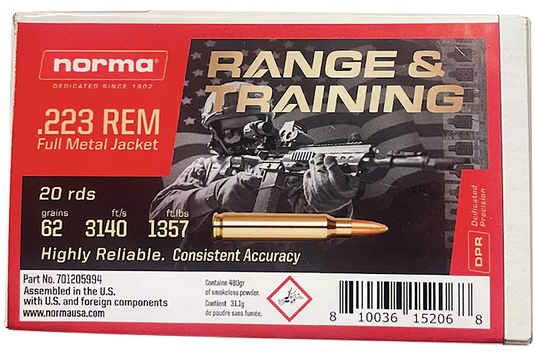 norma®
DEDICATED SINCE 1902
RANGE &
TRAINING
.223 REM
Full Metal Jacket
20 rds
grains ft/s ft.lbs
62 3140 1357
Highly Reliable. Consistent Accuracy
DPR Dedicated Precision
Part No. 701205994
Assembled in the U.S.
with U.S. and foreign components
www.normausa.com
Contains 480gr
of smokeless powder.
Contient 31.1g
de poudre sans fumée.
8 10036 15206 8